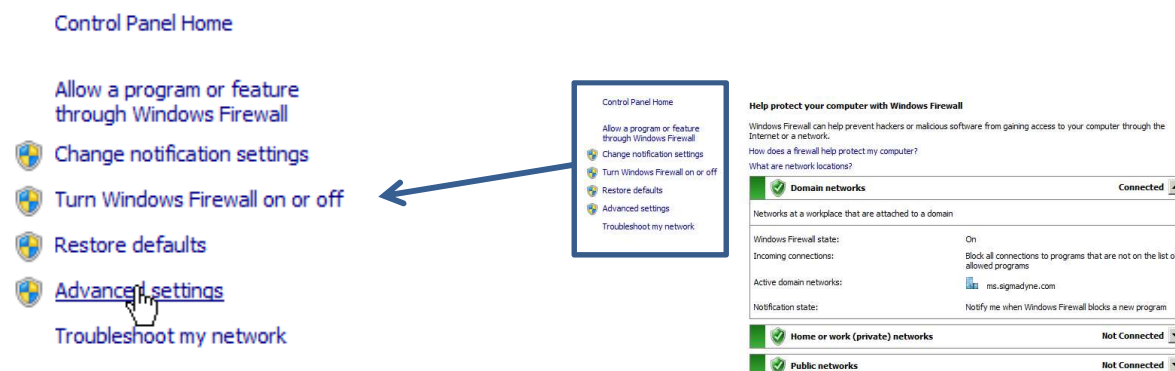 Control Panel Home
Allow a program or feature
through Windows Firewall
Change notification settings
Turn Windows Firewall on or off
Restore defaults
Advanced settings
Troubleshoot my network
Control Panel Home
Allow a program or feature
through Windows Firewall
Change notification settings
Turn Windows Firewall on or off
Restore defaults
Advanced settings
Troubleshoot my network
Help protect your computer with Windows Firewall
Windows Firewall can help prevent hackers or malicious software from gaining access to your computer through the
Internet or a network.
How does a firewall help protect my computer?
What are network locations?
Domain networks Connected
Networks at a workplace that are attached to a domain
Windows Firewall state: On
Incoming connections: Block all connections to programs that are not on the list
allowed programs
Active domain networks: ms.sigmadyne.com
Notification state: Notify me when Windows Firewall blocks a new program
Home or work (private) networks Not Connected
Public networks Not Connected